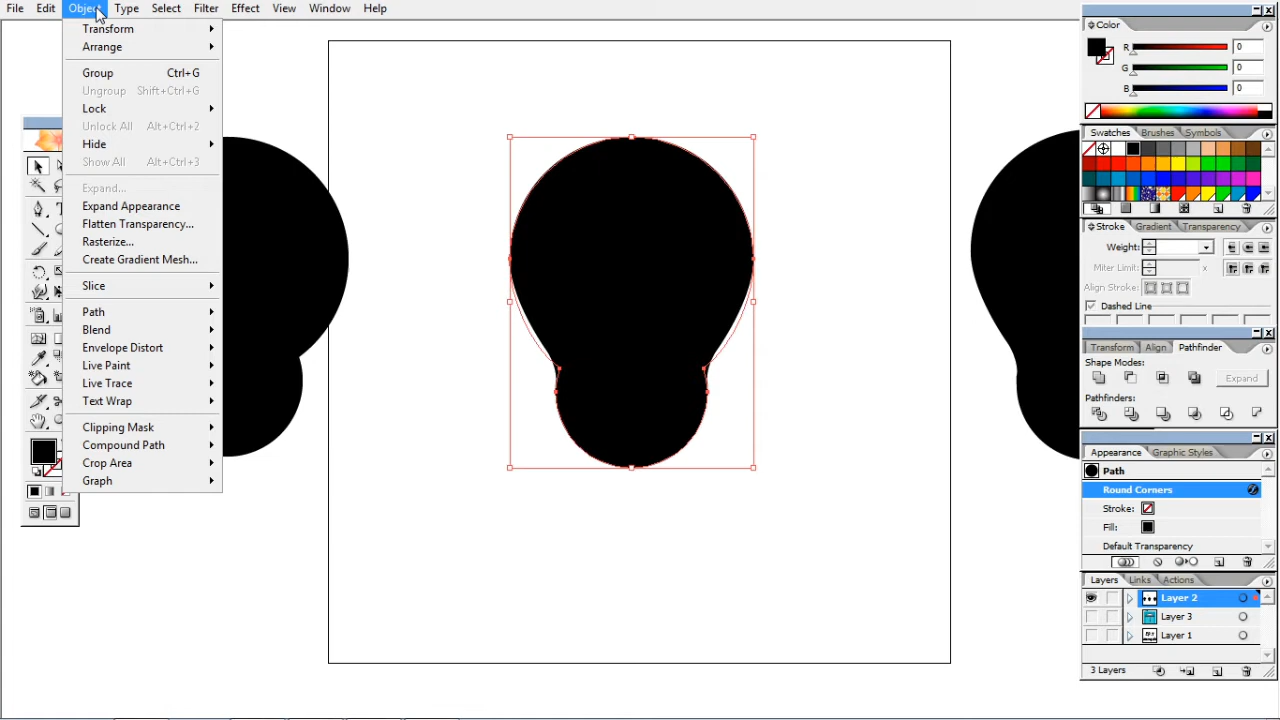 File Edit Object Type Select Filter Effect View Window Help
Transform
Arrange
Group Ctrl+G
Ungroup Shift+Ctrl+G
Lock
Unlock All Alt+Ctrl+2
Hide
Show All Alt+Ctrl+3
Expand...
Expand Appearance
Flatten Transparency...
Rasterize...
Create Gradient Mesh...
Slice
Path
Blend
Envelope Distort
Live Paint
Live Trace
Text Wrap
Clipping Mask
Compound Path
Crop Area
Graph
Color
R 0
G 0
B 0
Swatches Brushes Symbols
Stroke Gradient Transparency
Weight:
Miter Limit: x
Align Stroke:
Dashed Line
Transform Align Pathfinder
Shape Modes:
Expand
Pathfinders:
Appearance Graphic Styles
Path
Round Corners
Stroke:
Fill:
Default Transparency
Layers Links Actions
Layer 2
Layer 3
Layer 1
3 Layers